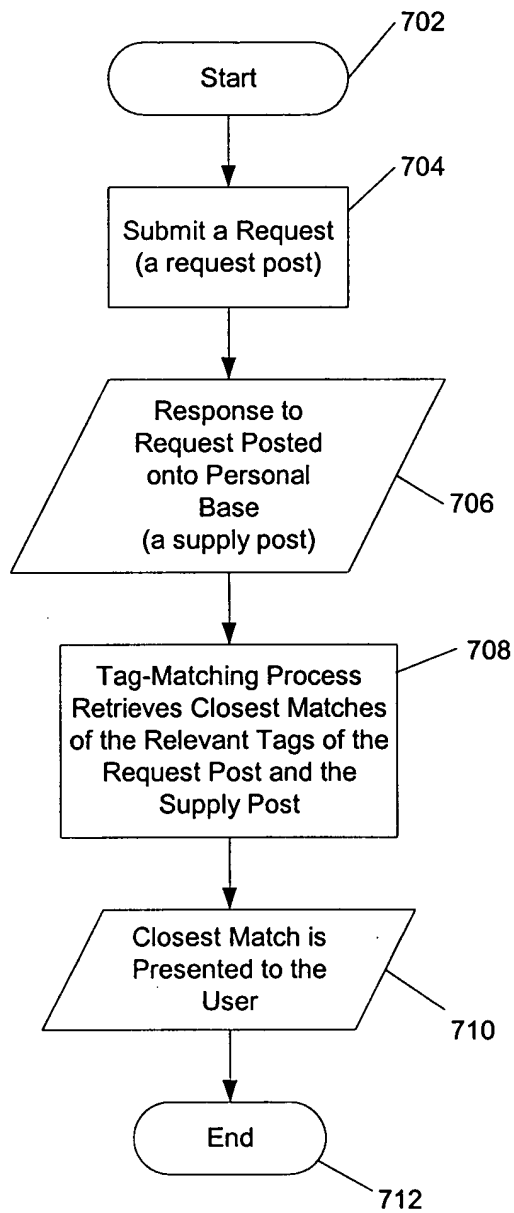 702
Start
704
Submit a Request
(a request post)
Response to
Request Posted
onto Personal
Base
(a supply post)
706
708
Tag-Matching Process
Retrieves Closest Matches
of the Relevant Tags of the
Request Post and the
Supply Post
Closest Match is
Presented to the
User
710
End
712